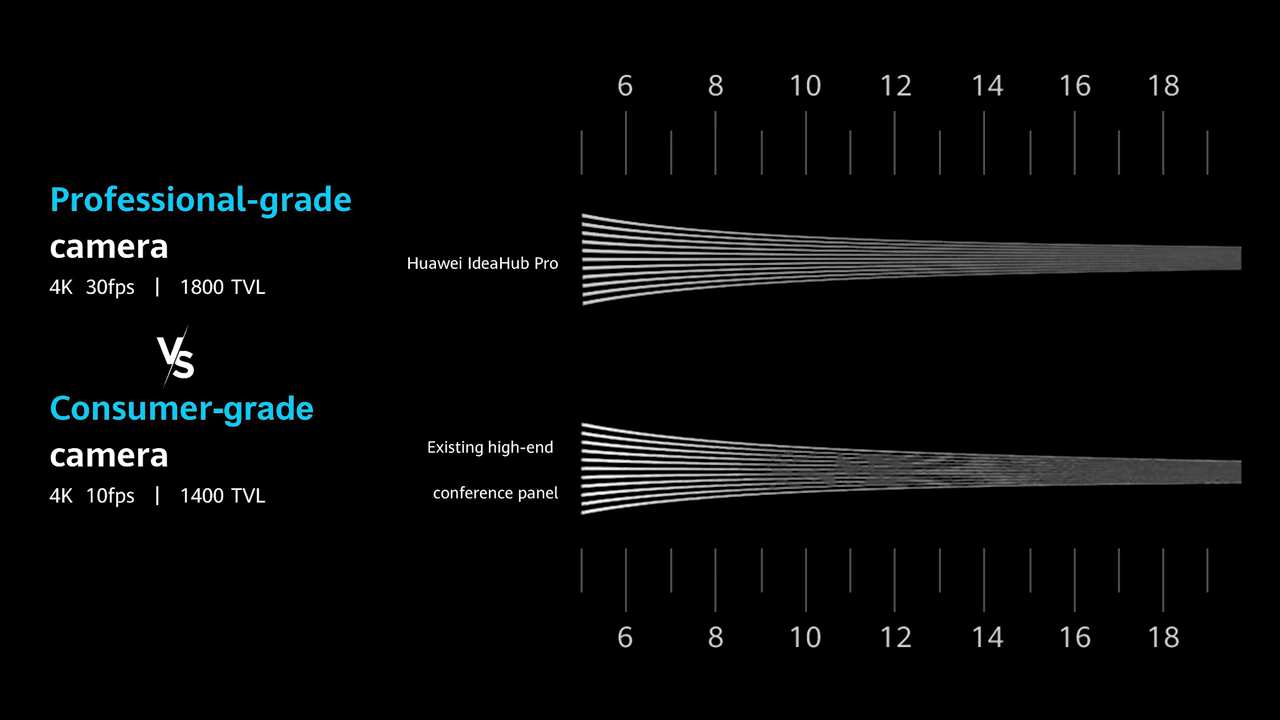 6 8 10 12 14 16 18
Professional-grade
camera
Huawei IdeaHub Pro
4K 30fps | 1800 TVL
VS
Consumer-grade
camera
4K 10fps | 1400 TVL
Existing high-end
conference panel
6 8 10 12 14 16 18